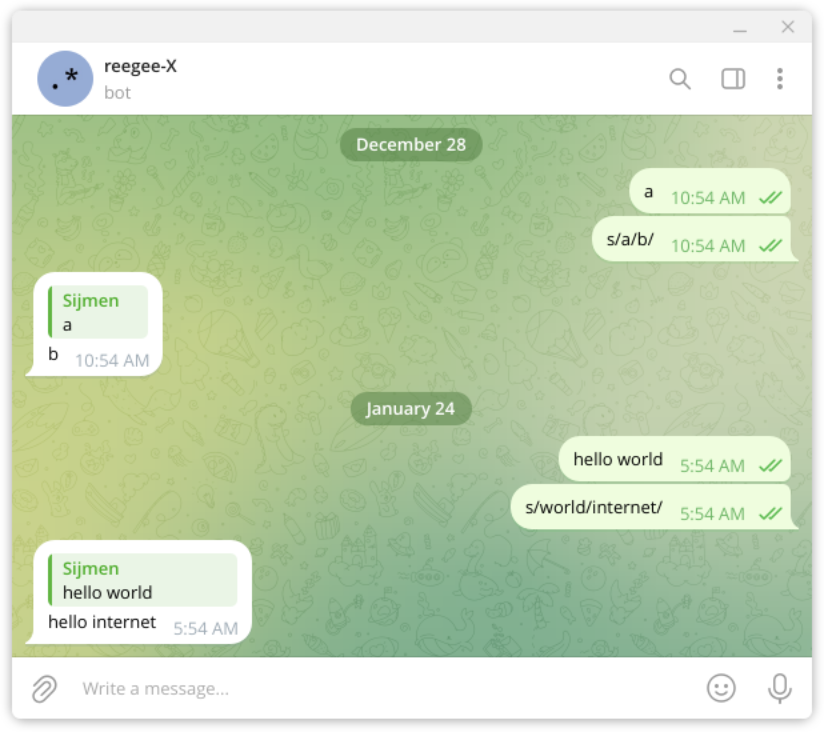 .*
reegee-X
bot
December 28
a 10:54 AM
s/a/b/ 10:54 AM
Sijmen
a
b 10:54 AM
January 24
hello world 5:54 AM
s/world/internet/ 5:54 AM
Sijmen
hello world
hello internet 5:54 AM
Write a message...